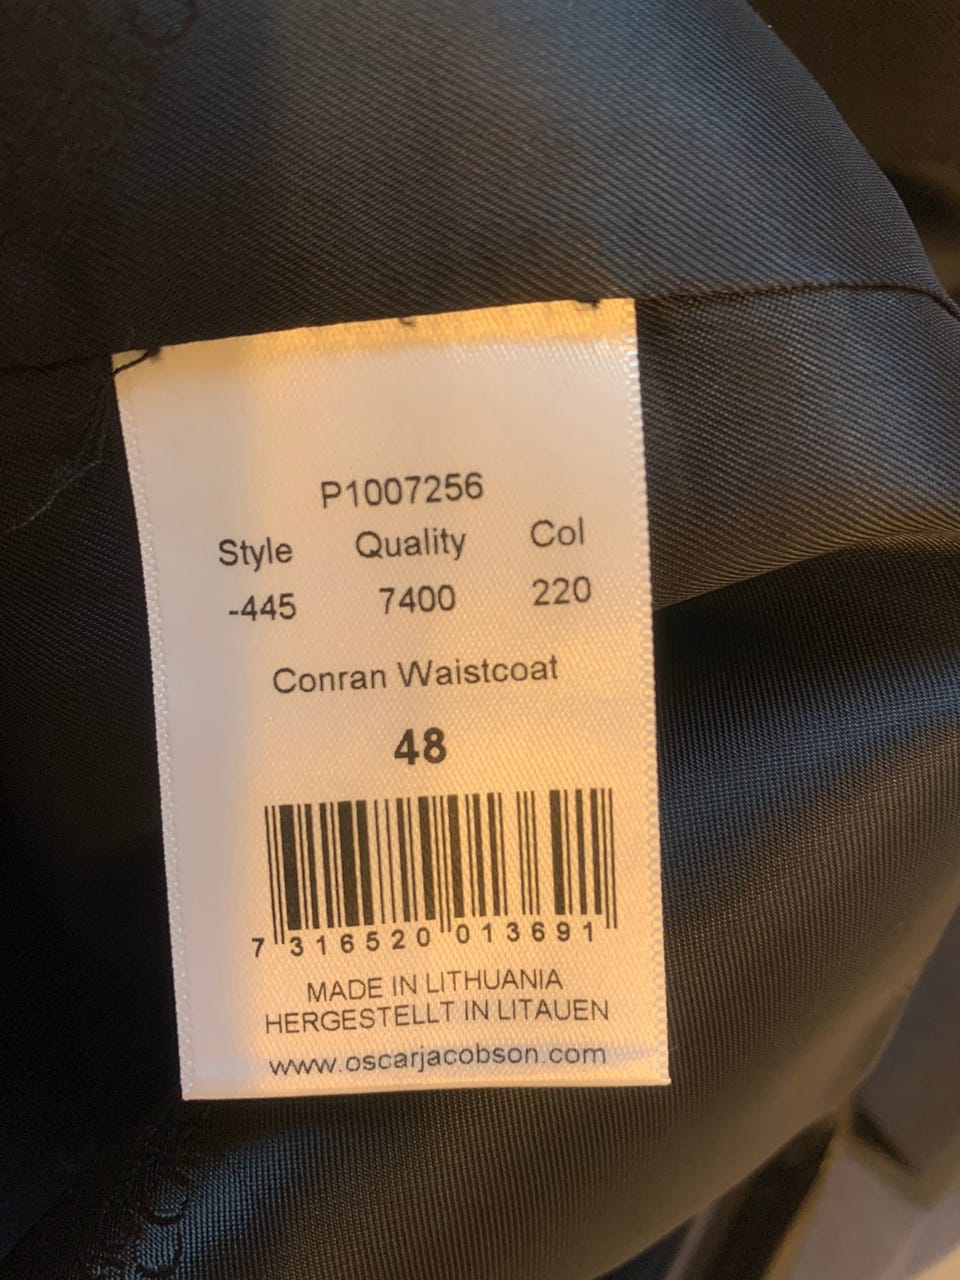 P1007256
Style Quality Col
-445 7400 220
Conran Waistcoat
48
7 316520 013691
MADE IN LITHUANIA
HERGESTELLT IN LITAUEN
www.oscarjacobson.com